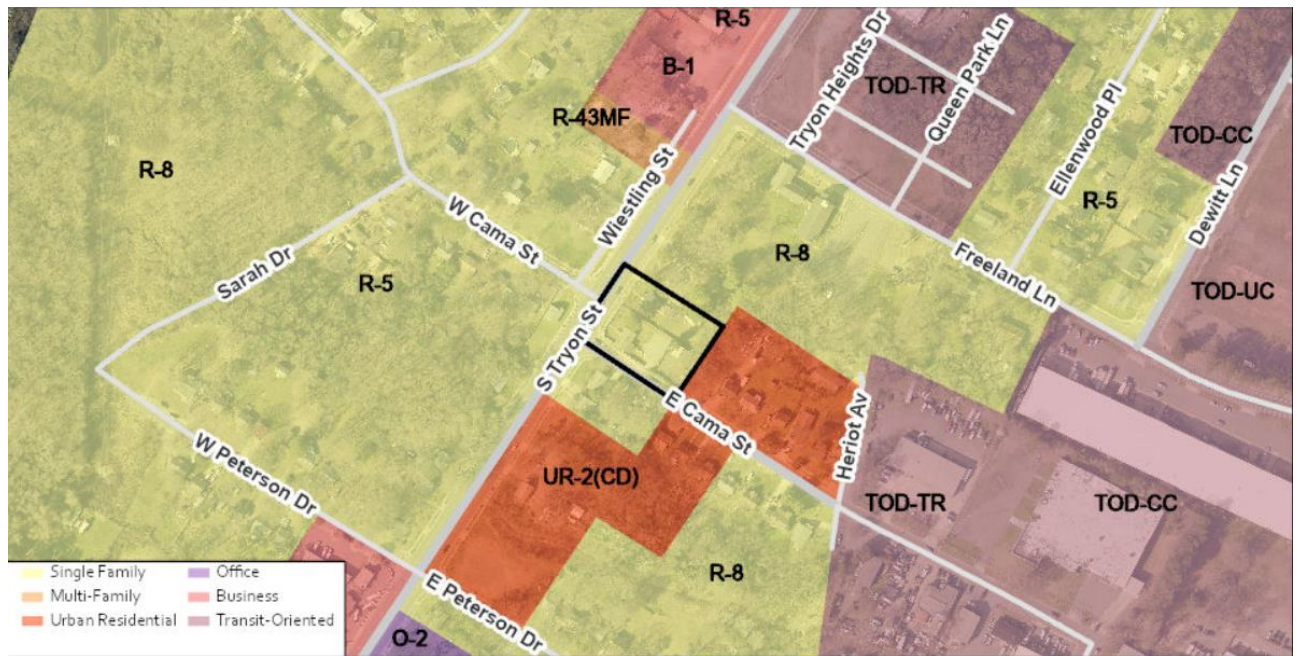 R-5
B-1
R-43MF
Wiestling St
Tryon Heights Dr
TOD-TR
Queen Park Ln
Ellenwood Pl
TOD-CC
R-5
Dewitt Ln
R-8
W Cama St
Sarah Dr
R-5
S Tryon St
R-8
Freeland Ln
TOD-UC
E Cama St
Heriot Av
W Peterson Dr
UR-2(CD)
TOD-TR
TOD-CC
R-8
E Peterson Dr
O-2
Single Family
Multi-Family
Urban Residential
Office
Business
Transit-Oriented